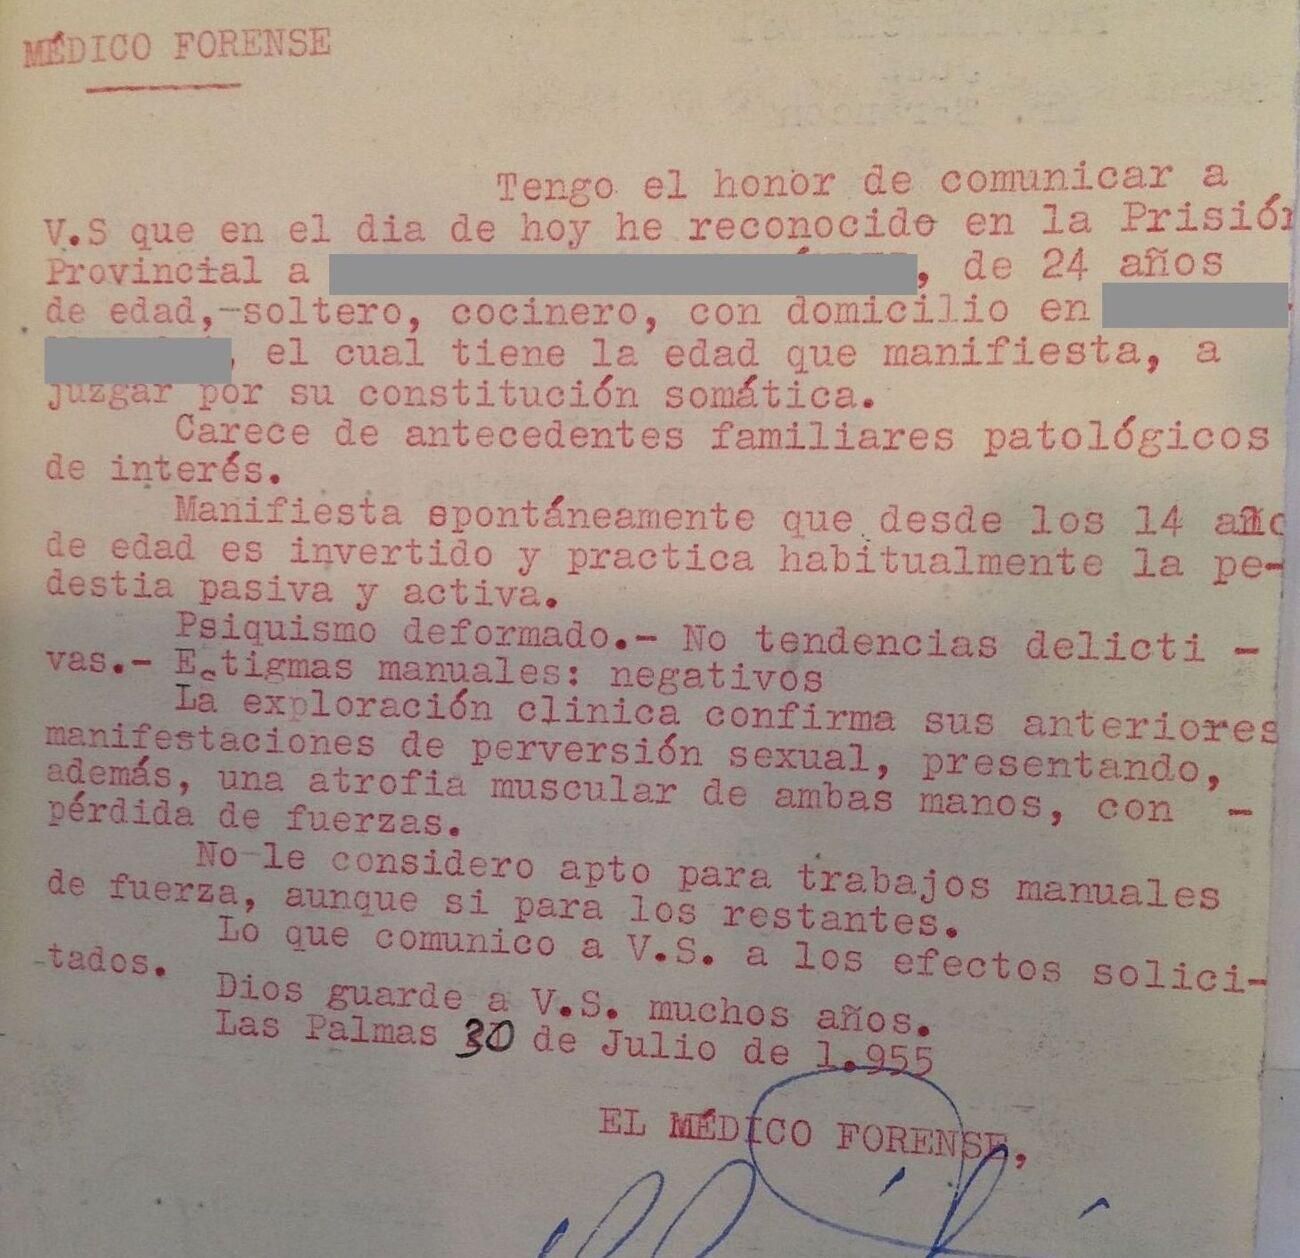 MÉDICO FORENSE
Tengo el honor de comunicar a
V.S que en el dia de hoy he reconocido en la Prisión
Provincial a , de 24 años
de edad,-soltero, cocinero, con domicilio en
, el cual tiene la edad que manifiesta, a
juzgar por su constitución somática.
Carece de antecedentes familiares patológicos
de interés.
Manifiesta epontáneamente que desde los 14 año
de edad es invertido y practica habitualmente la pe-
destia pasiva y activa.
Psiquismo deformado.- No tendencias delicti -
vas.- Estigmas manuales: negativos
La exploración clinica confirma sus anteriores
manifestaciones de perversión sexual, presentando,
además, una atrofia muscular de ambas manos, con -
pérdida de fuerzas.
No le considero apto para trabajos manuales
de fuerza, aunque si para los restantes.
Lo que comunico a V.S. a los efectos solici-
tados.
Dios guarde a V.S. muchos años.
Las Palmas 30 de Julio de 1.955
EL MÉDICO FORENSE,